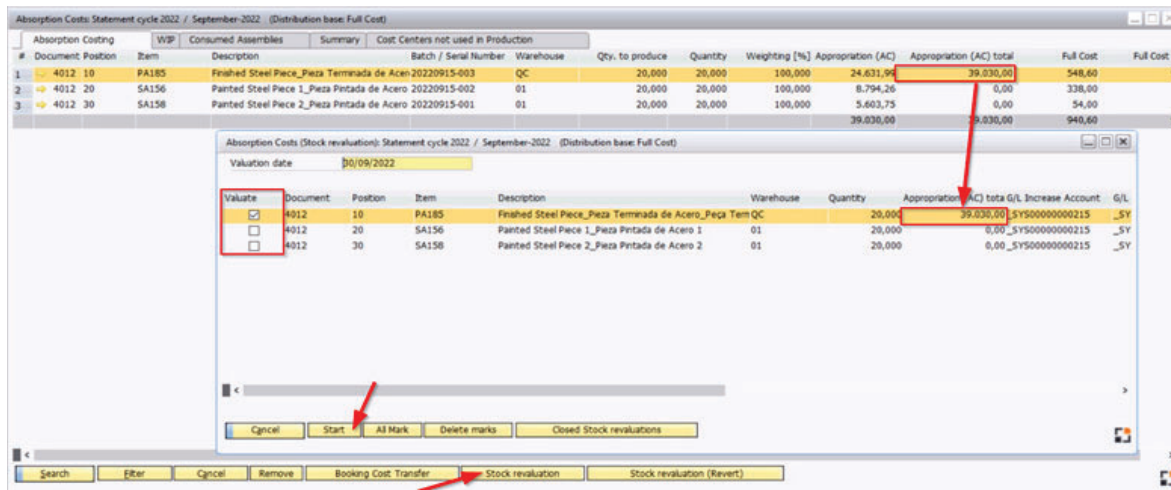 Absorption Costs: Statement cycle 2022 / September-2022 (Distribution base: Full Cost)
Absorption Costing WIP Consumed Assemblies Summary Cost Centers not used in Production
# Document Position Item Description Batch / Serial Number Warehouse Qty. to produce Quantity Weighting [%] Appropriation (AC) Appropriation (AC) total Full Cost Full Cost
1 4012 10 PA185 Finished Steel Piece_Pieza Terminada de Acer 20220915-003 QC 20,000 20,000 100,000 24.631,99 39.030,00 548,60
2 4012 20 SA156 Painted Steel Piece 1_Pieza Pintada de Acero 20220915-002 01 20,000 20,000 100,000 8.794,26 0,00 338,00
3 4012 30 SA158 Painted Steel Piece 2_Pieza Pintada de Acero 20220915-001 01 20,000 20,000 100,000 5.603,75 0,00 54,00
39.030,00 39.030,00 940,60
Absorption Costs (Stock revaluation): Statement cycle 2022 / September-2022 (Distribution base: Full Cost)
Valuation date 30/09/2022
Valuate Document Position Item Description Warehouse Quantity Appropriation (AC) tota G/L Increase Account G/L
4012 10 PA185 Finished Steel Piece_Pieza Terminada de Acero_Peça Tern QC 20,000 39.030,00 _SYS00000000215 _SY
4012 20 SA156 Painted Steel Piece 1_Pieza Pintada de Acero 1 01 20,000 0,00 _SYS00000000215 _SY
4012 30 SA158 Painted Steel Piece 2_Pieza Pintada de Acero 2 01 20,000 0,00 _SYS00000000215 _SY
Cancel Start All Mark Delete marks Closed Stock revaluations
Search Filter Cancel Remove Booking Cost Transfer Stock revaluation Stock revaluation (Revert)